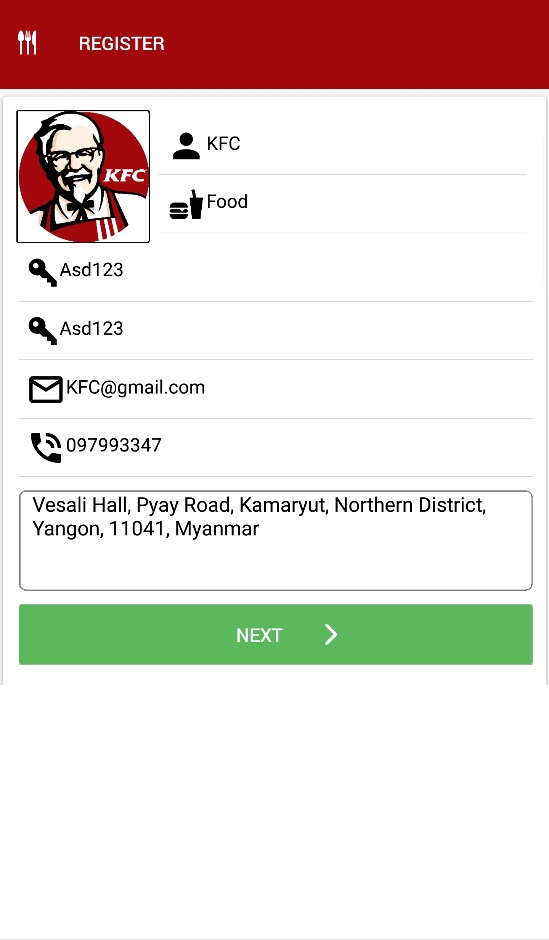 REGISTER
KFC
KFC
Food
Asd123
Asd123
KFC@gmail.com
097993347
Vesali Hall, Pyay Road, Kamaryut, Northern District,
Yangon, 11041, Myanmar
NEXT